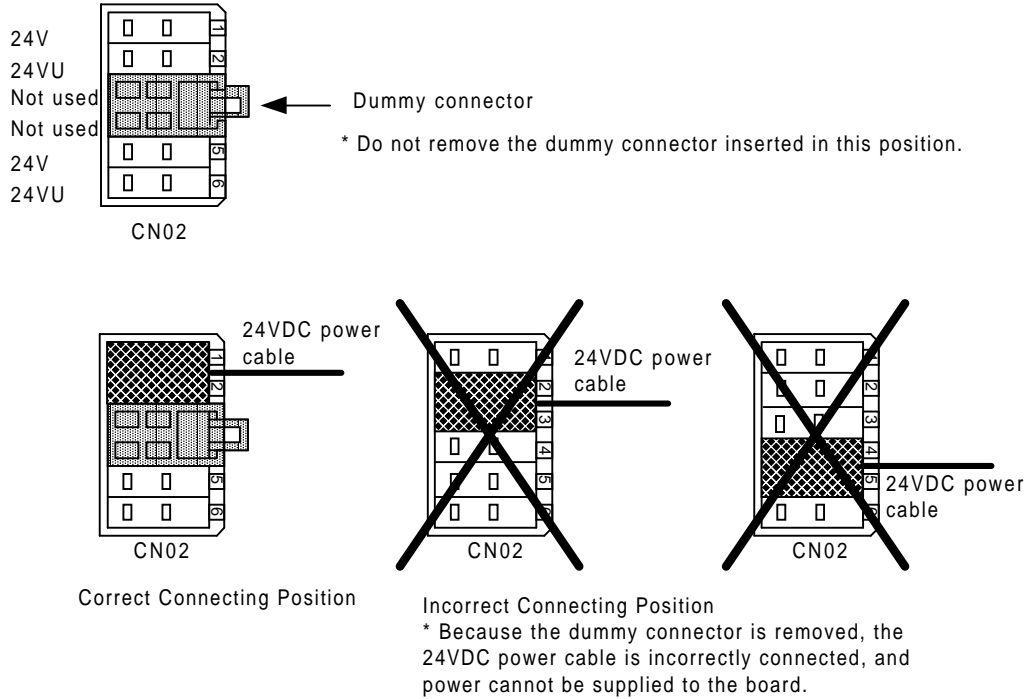 24V
24VU
Not used
Not used
24V
24VU
1
2
5
6
Dummy connector
* Do not remove the dummy connector inserted in this position.
CN02
1
2
5
6
24VDC power
cable
CN02
Correct Connecting Position
2
3
4
5
24VDC power
cable
CN02
2
3
4
5
24VDC power
cable
CN02
Incorrect Connecting Position
* Because the dummy connector is removed, the
24VDC power cable is incorrectly connected, and
power cannot be supplied to the board.